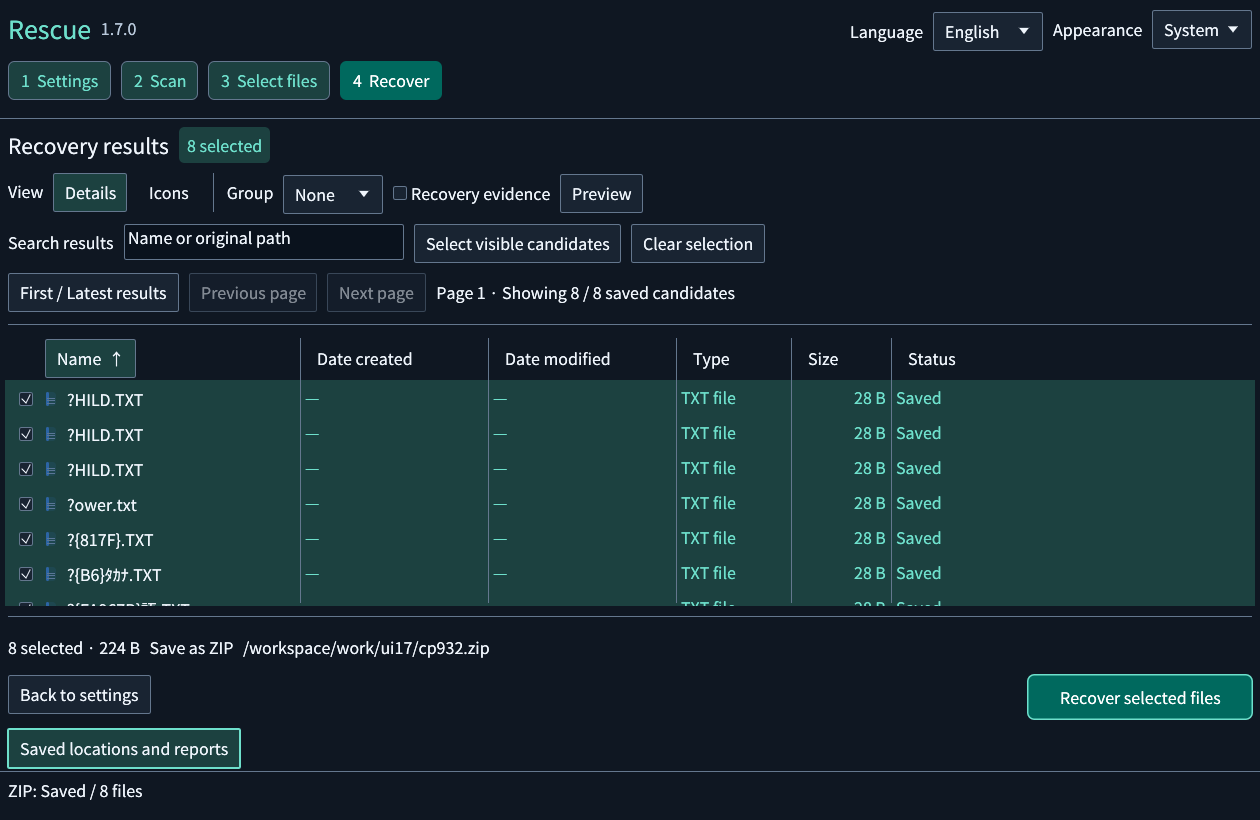 Rescue 1.7.0
Language English Appearance System
1 Settings 2 Scan 3 Select files 4 Recover
Recovery results 8 selected
View Details Icons Group None Recovery evidence Preview
Search results Name or original path Select visible candidates Clear selection
First / Latest results Previous page Next page Page 1 · Showing 8 / 8 saved candidates
Name ↑ Date created Date modified Type Size Status
?HILD.TXT — — TXT file 28 B Saved
?HILD.TXT — — TXT file 28 B Saved
?HILD.TXT — — TXT file 28 B Saved
?ower.txt — — TXT file 28 B Saved
?{817F}.TXT — — TXT file 28 B Saved
?{B6}ﾀｶﾅ.TXT — — TXT file 28 B Saved
TXT file 28 B Saved
8 selected · 224 B Save as ZIP /workspace/work/ui17/cp932.zip
Back to settings Recover selected files
Saved locations and reports
ZIP: Saved / 8 files